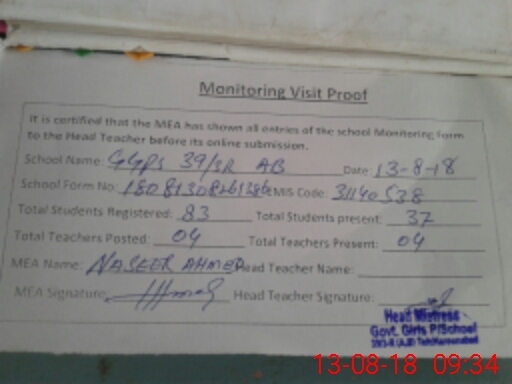 Monitoring Visit Proof
It is certified that the MEA has shown all entries of the school Monitoring form
to the Head Teacher before its online submission.
School Name: GGPS 39/3R AB Date: 13-8-18
School Form No: EMIS Code: 31140538
Total Students Registered: 83 Total Students present: 37
Total Teachers Posted: 04 Total Teachers Present: 04
MEA Name: NASEER AHMED Head Teacher Name:
MEA Signature: Head Teacher Signature:
Head Mistress
Govt. Girls P/School
13-08-18 09:34